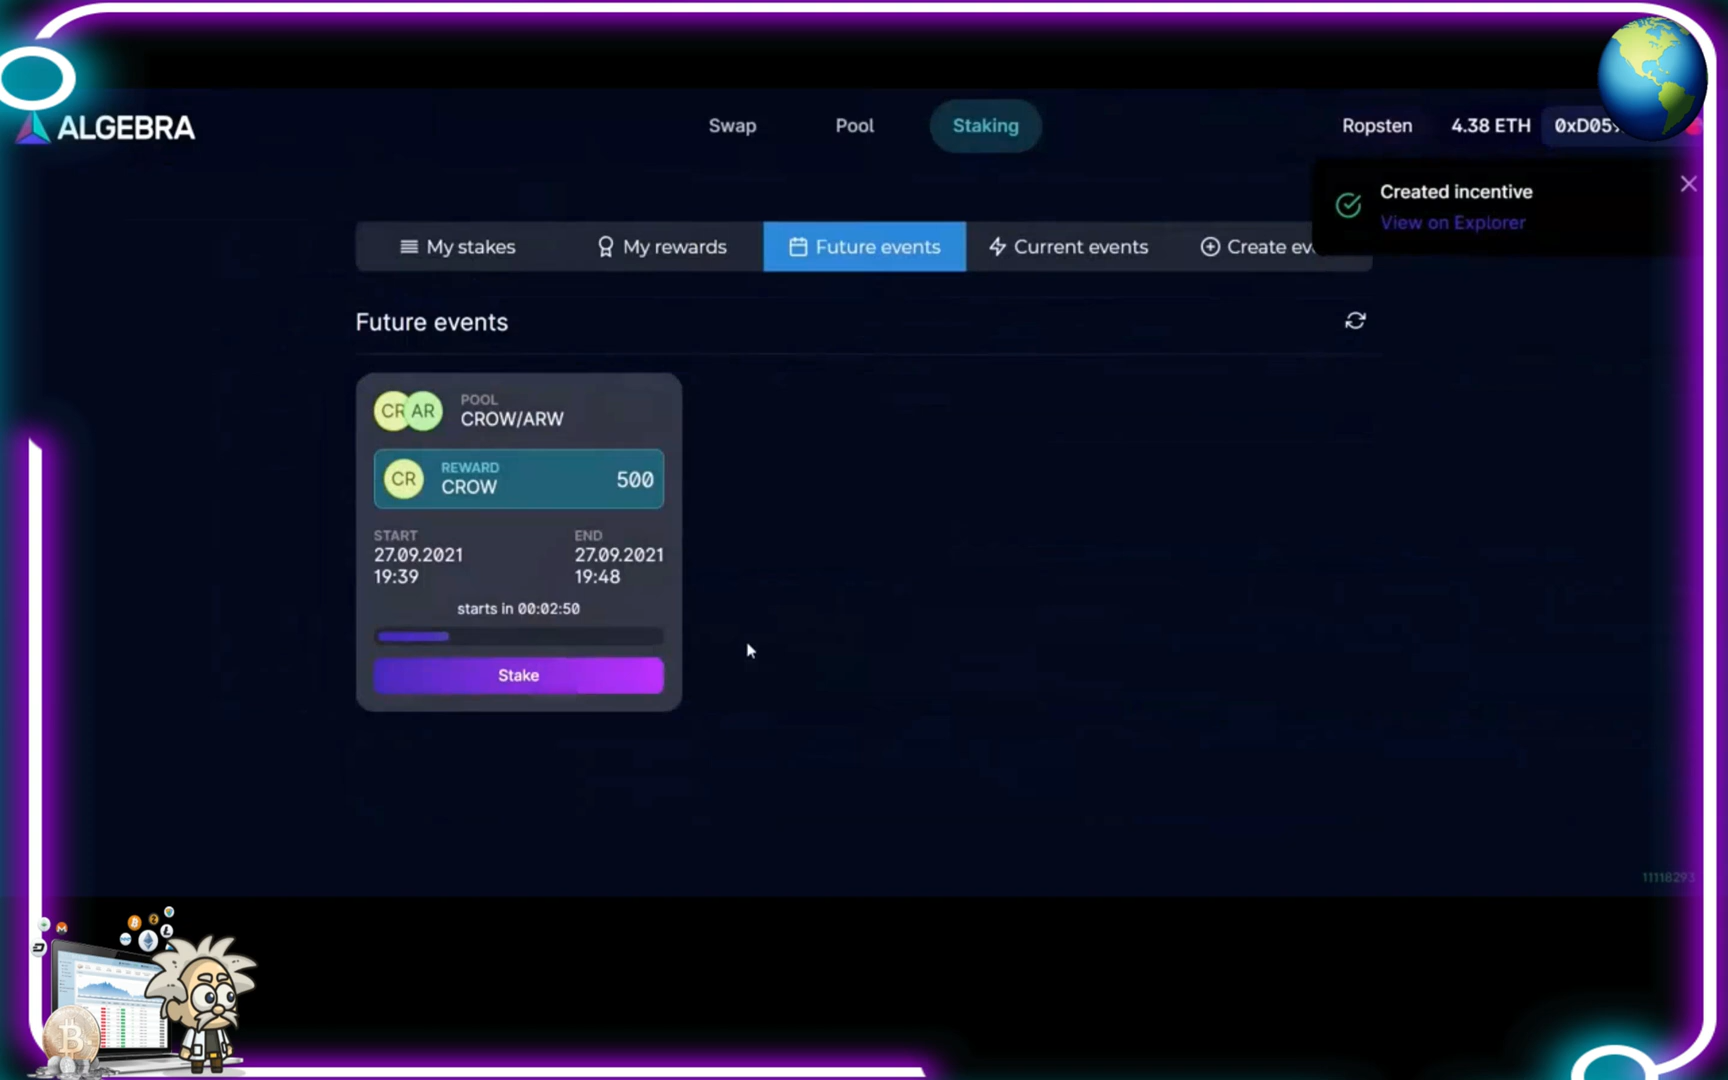 ALGEBRA
Swap
Pool
Staking
Ropsten
4.38 ETH
Created incentive
View on Explorer
My stakes
My rewards
Future events
Current events
Create
Future events
CR AR
POOL
CROW/ARW
CR
REWARD
CROW
500
START
27.09.2021
19:39
END
27.09.2021
19:48
starts in 00:02:50
Stake
11118293